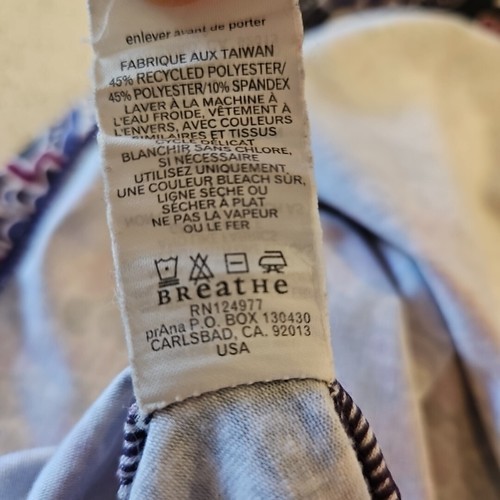 enlever avant de porter
FABRIQUE AUX TAIWAN
45% RECYCLED POLYESTER/
45% POLYESTER/10% SPANDEX
LAVER À LA MACHINE À
L'EAU FROIDE, VÊTEMENT À
L'ENVERS, AVEC COULEURS
SIMILAIRES ET TISSUS
CYCLE DÉLICAT
BLANCHIR SANS CHLORE,
SI NÉCESSAIRE
UTILISEZ UNIQUEMENT
UNE COULEUR BLEACH SÛR,
LIGNE SÈCHE OU
SÉCHER À PLAT
NE PAS LA VAPEUR
OU LE FER
BReatHe
RN124977
prAna P.O. BOX 130430
CARLSBAD, CA. 92013
USA